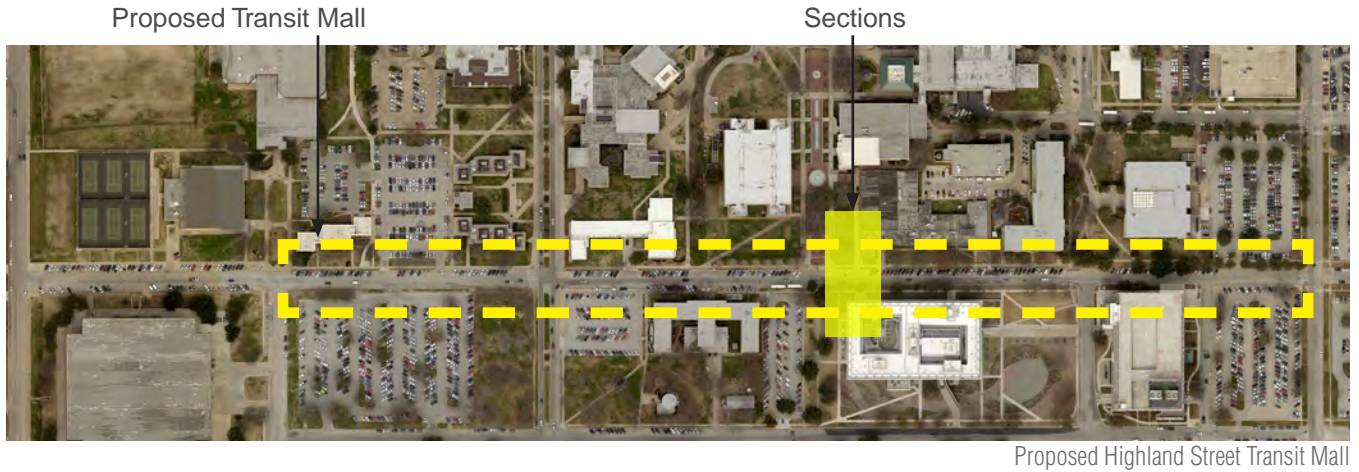 Proposed Transit Mall
Sections
Proposed Highland Street Transit Mall